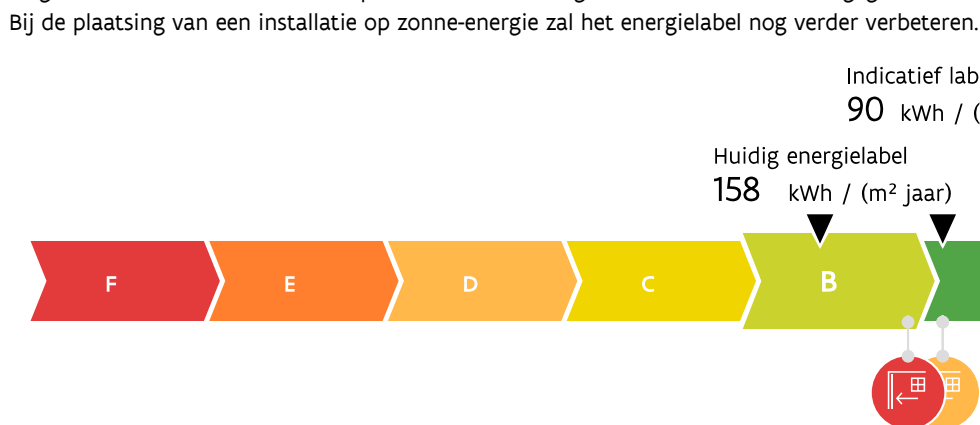 Bij de plaatsing van een installatie op zonne-energie zal het energielabel nog verder verbeteren.
Indicatief lab
90 kWh / (
Huidig energielabel
158 kWh / (m² jaar)
F E D C B